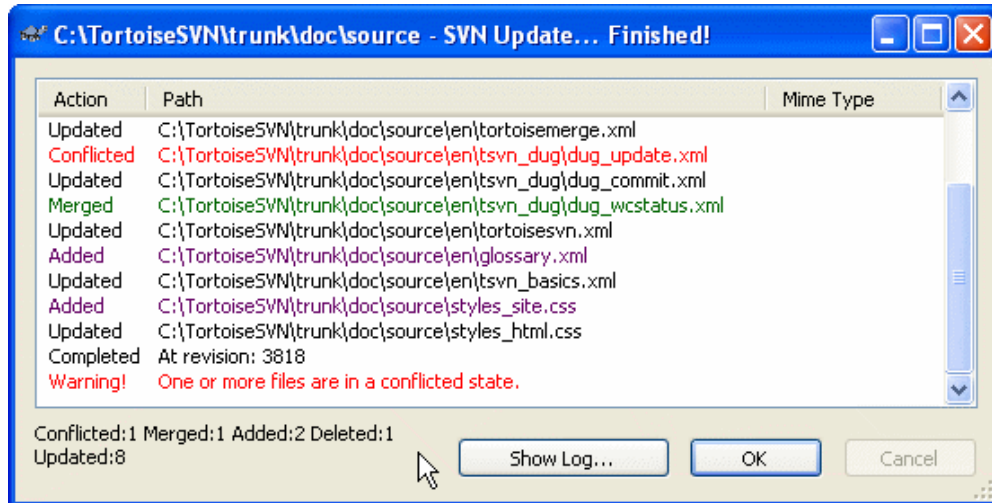 C:\TortoiseSVN\trunk\doc\source - SVN Update... Finished!
Action Path Mime Type
Updated C:\TortoiseSVN\trunk\doc\source\en\tortoisemerge.xml
Conflicted C:\TortoiseSVN\trunk\doc\source\en\tsvn_dug\dug_update.xml
Updated C:\TortoiseSVN\trunk\doc\source\en\tsvn_dug\dug_commit.xml
Merged C:\TortoiseSVN\trunk\doc\source\en\tsvn_dug\dug_wcstatus.xml
Updated C:\TortoiseSVN\trunk\doc\source\en\tortoisesvn.xml
Added C:\TortoiseSVN\trunk\doc\source\en\glossary.xml
Updated C:\TortoiseSVN\trunk\doc\source\en\tsvn_basics.xml
Added C:\TortoiseSVN\trunk\doc\source\styles_site.css
Updated C:\TortoiseSVN\trunk\doc\source\styles_html.css
Completed At revision: 3818
Warning! One or more files are in a conflicted state.
Conflicted:1 Merged:1 Added:2 Deleted:1
Updated:8
Show Log... OK Cancel